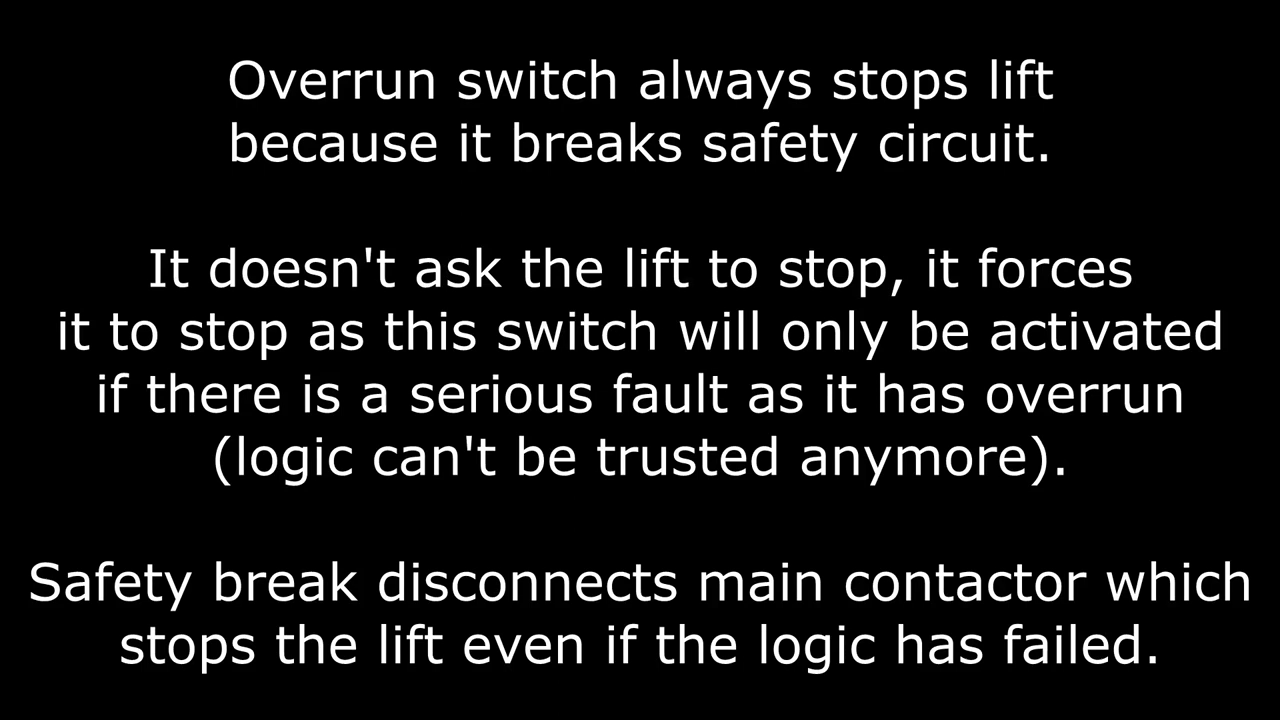 Overrun switch always stops lift
because it breaks safety circuit.
It doesn't ask the lift to stop, it forces
it to stop as this switch will only be activated
if there is a serious fault as it has overrun
(logic can't be trusted anymore).
Safety break disconnects main contactor which
stops the lift even if the logic has failed.